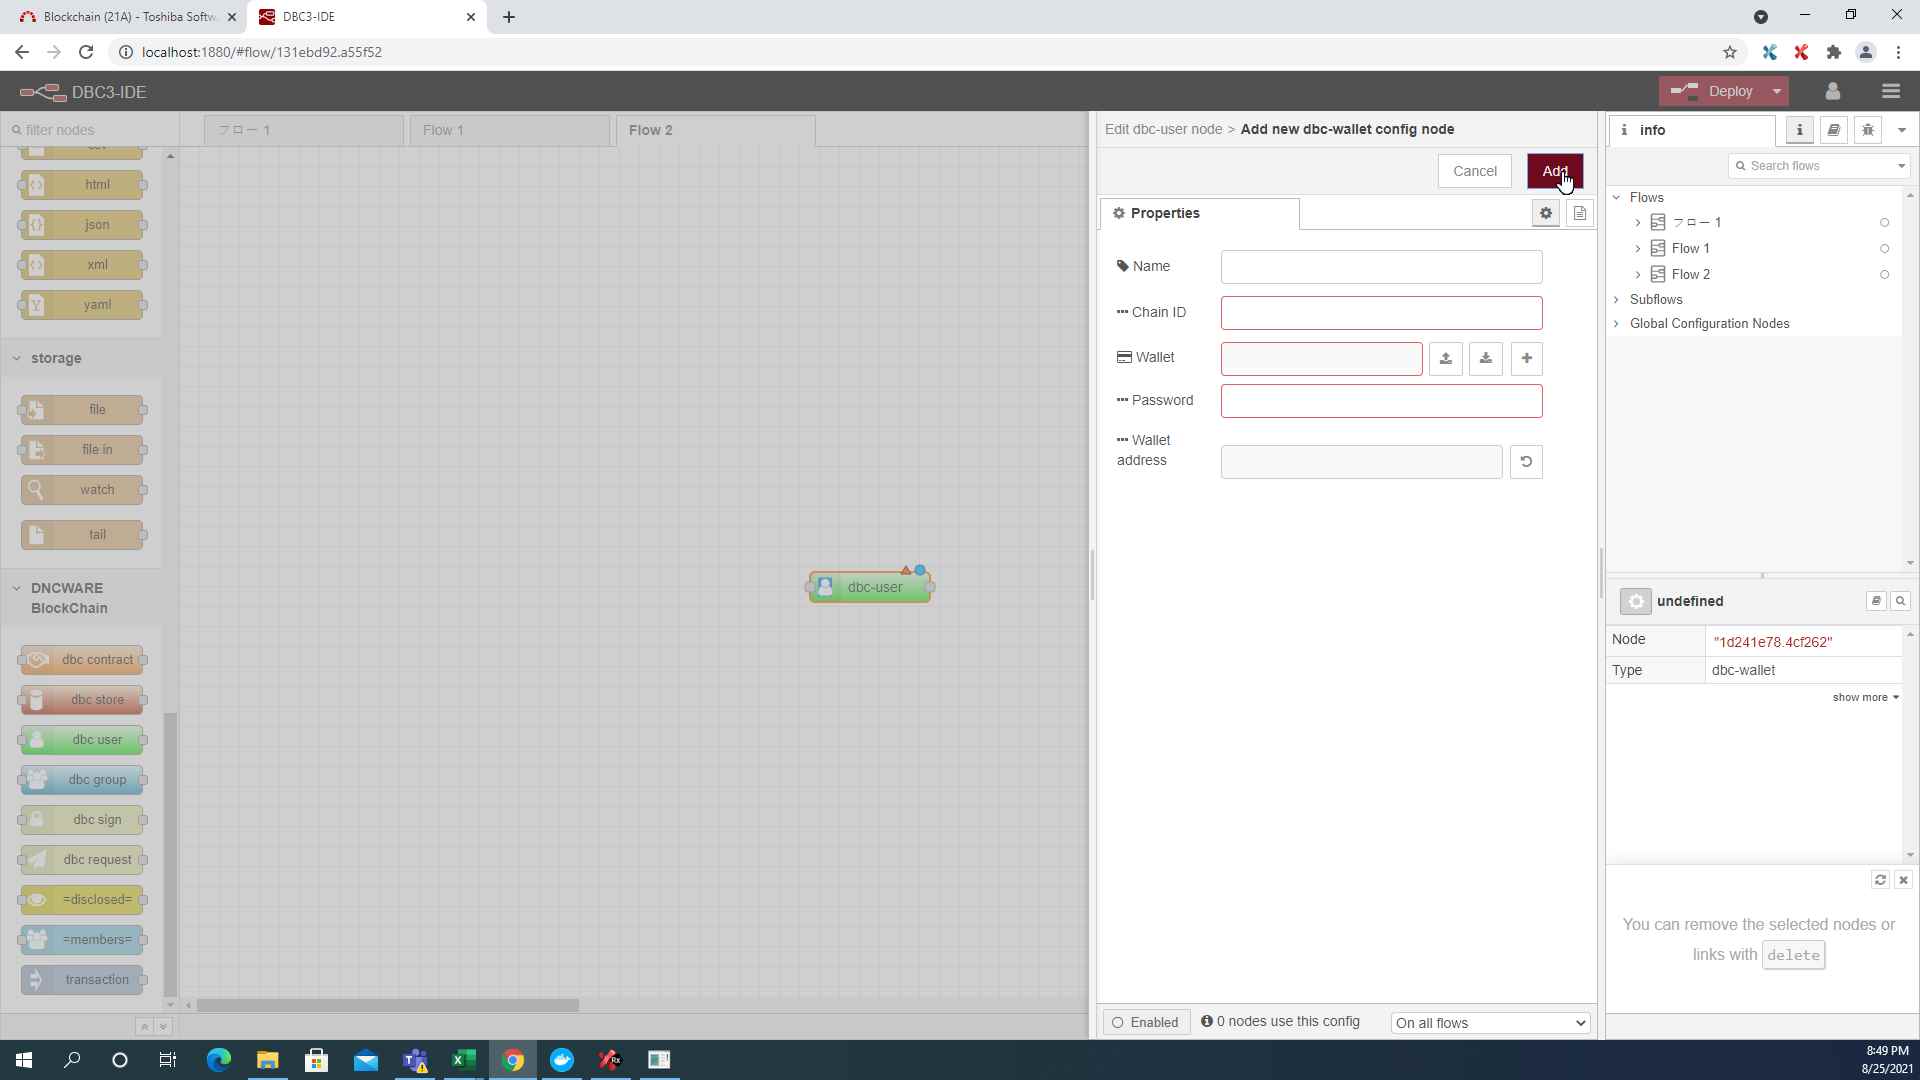 Blockchain (21A) - Toshiba Softw
DBC3-IDE
localhost:1880/#flow/131ebd92.a55f52
DBC3-IDE
Deploy
filter nodes
フロー 1
Flow 1
Flow 2
Edit dbc-user node > Add new dbc-wallet config node
info
Search flows
Cancel
Add
Properties
Name
Chain ID
Wallet
Password
Wallet
address
html
json
xml
yaml
storage
file
file in
watch
tail
DNCWARE
BlockChain
dbc contract
dbc store
dbc user
dbc group
dbc sign
dbc request
=disclosed=
=members=
transaction
dbc-user
Flows
フロー 1
Flow 1
Flow 2
Subflows
Global Configuration Nodes
undefined
Node "1d241e78.4cf262"
Type dbc-wallet
show more
You can remove the selected nodes or
links with delete
Enabled
0 nodes use this config
On all flows
8:49 PM
8/25/2021